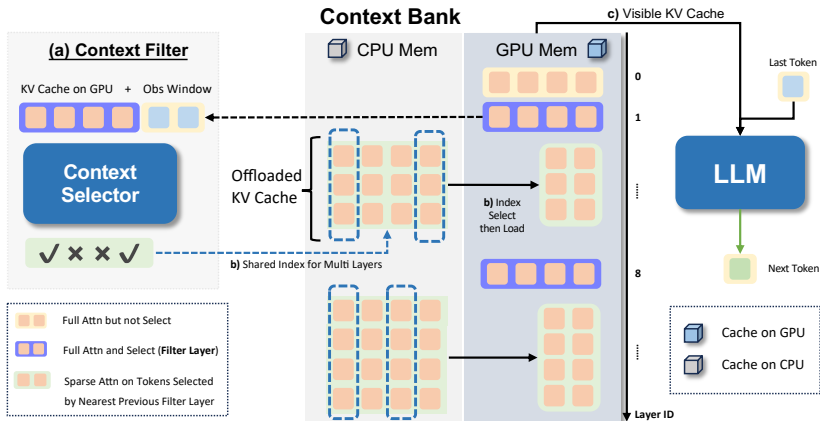 Context Bank
c) Visible KV Cache
(a) Context Filter
CPU Mem
GPU Mem
KV Cache on GPU + Obs Window
0
Last Token
1
Context
Selector
Offloaded
KV Cache
LLM
b) Index
Select
then Load
......
b) Shared Index for Multi Layers
8
Next Token
Full Attn but not Select
Full Attn and Select (Filter Layer)
Sparse Attn on Tokens Selected
by Nearest Previous Filter Layer
......
Cache on GPU
Cache on CPU
Layer ID